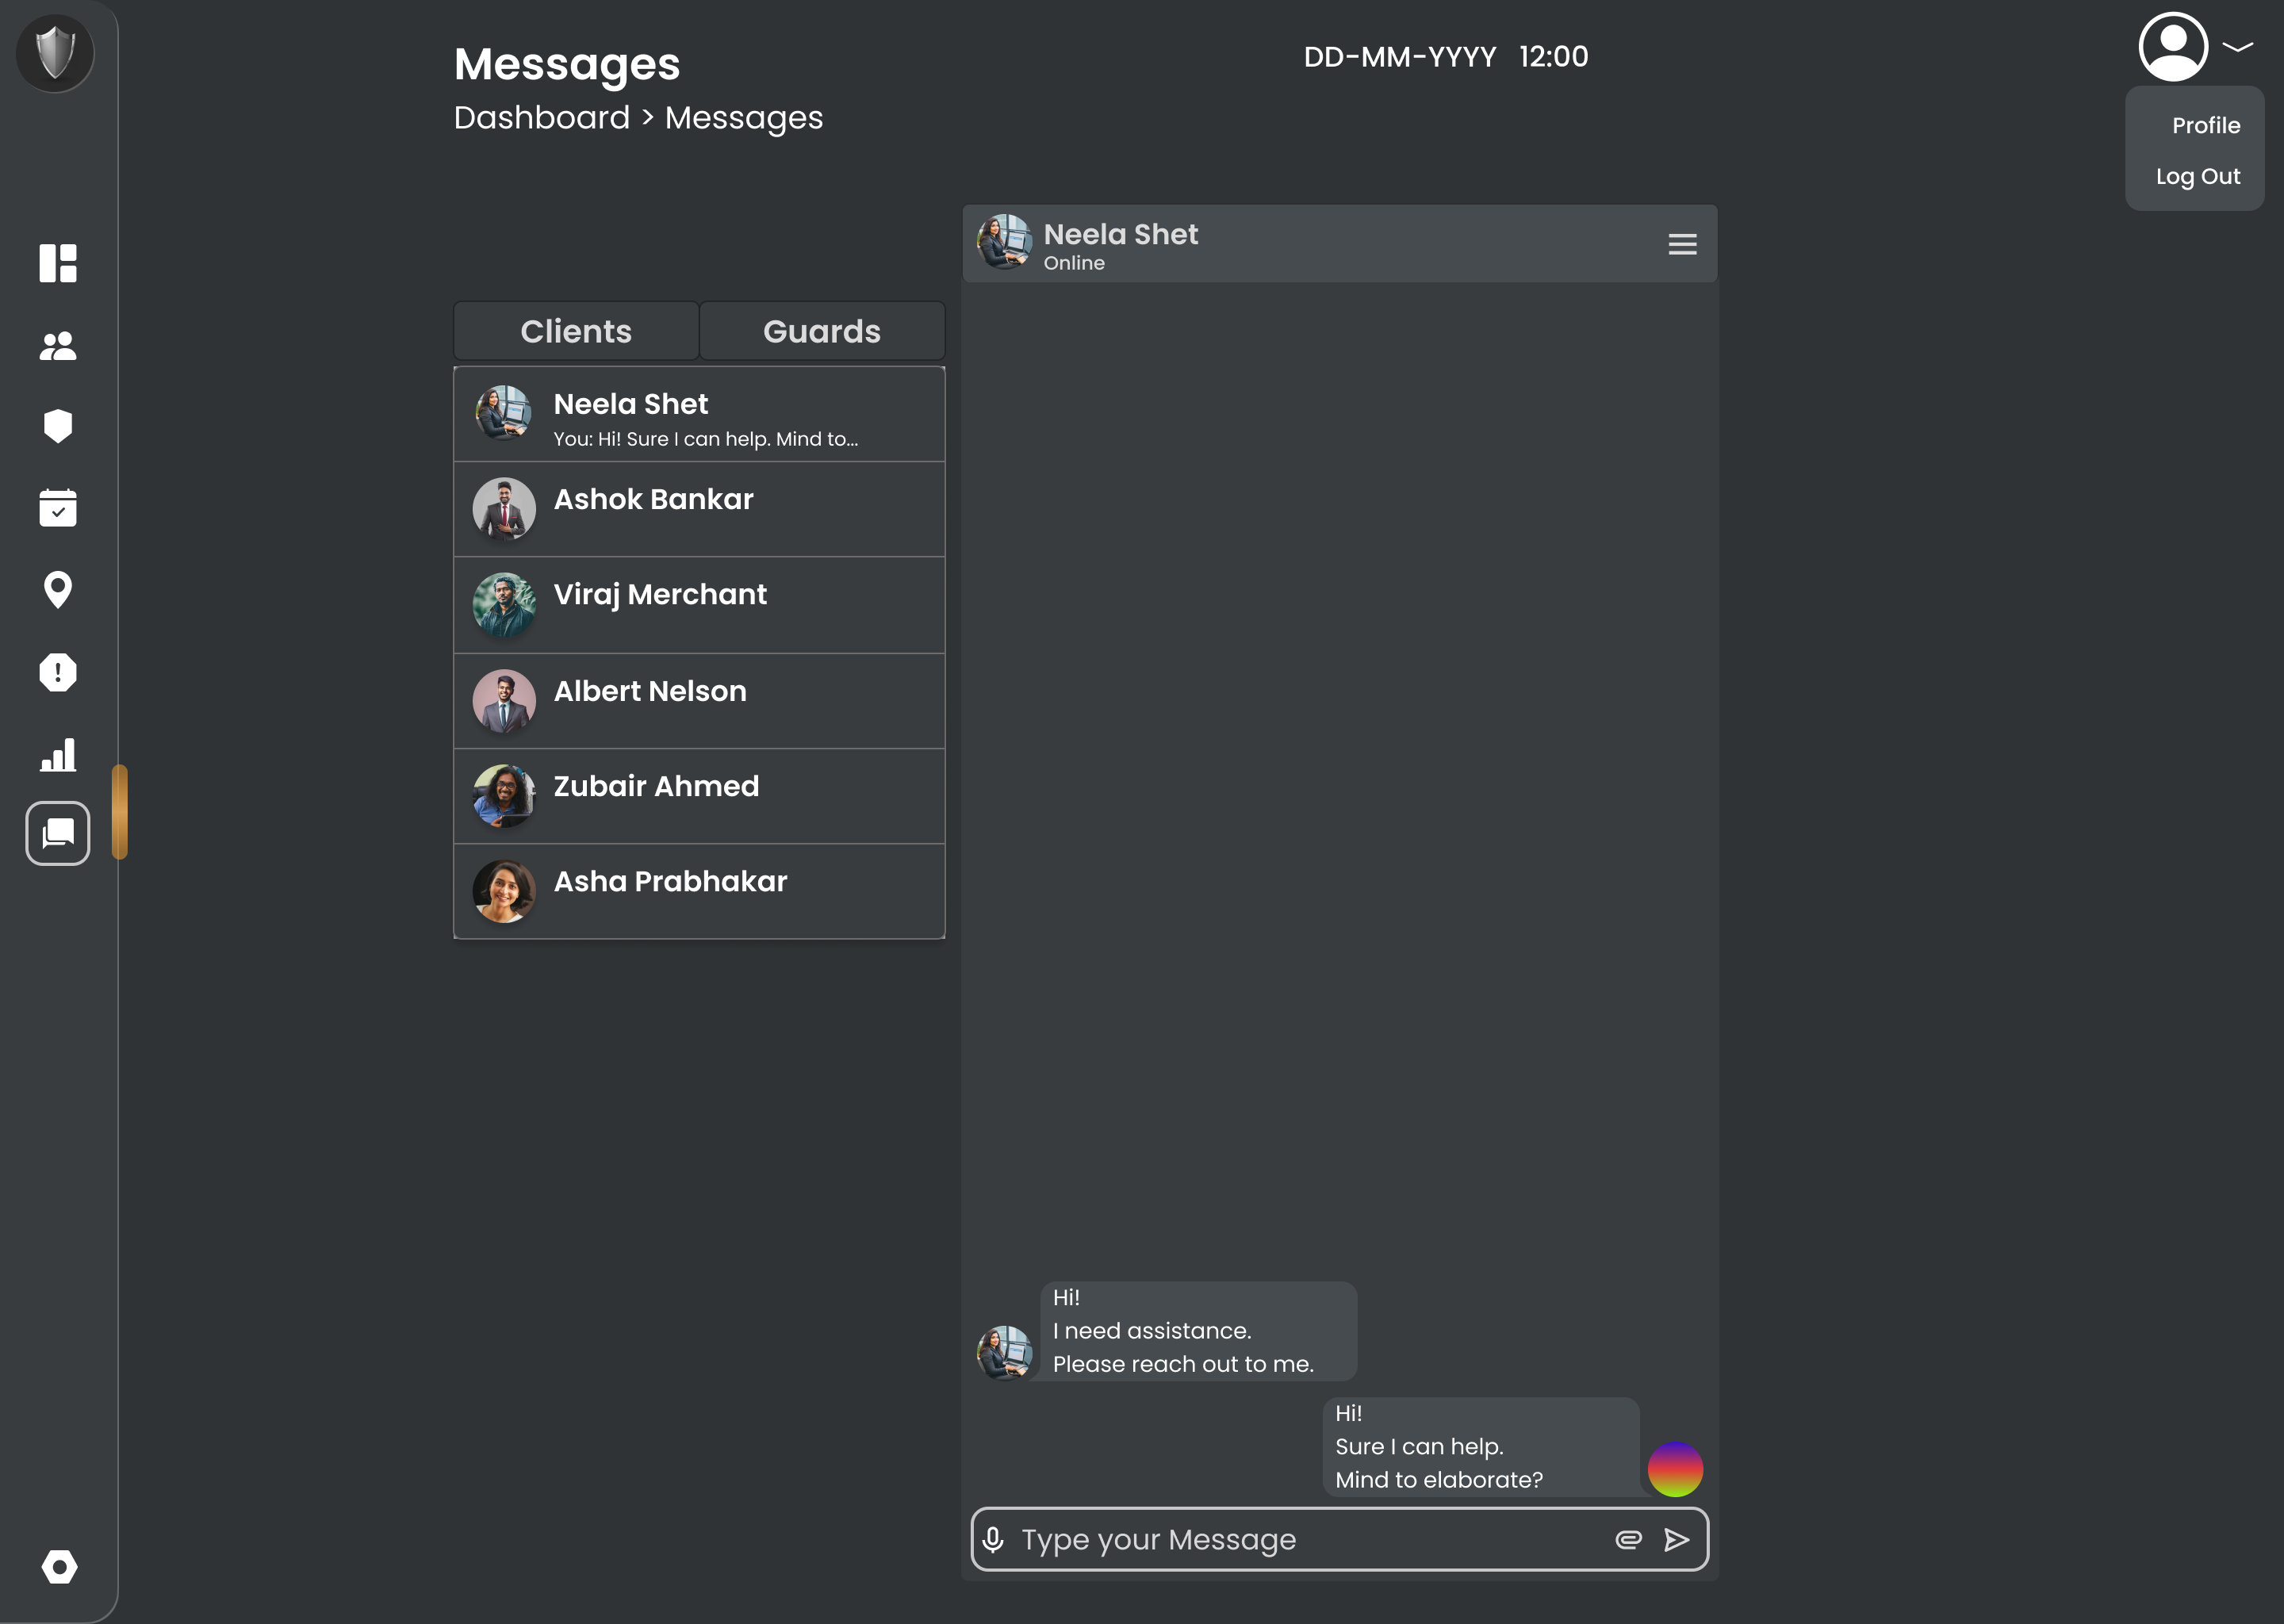 Messages
DD-MM-YYYY 12:00
Dashboard > Messages
Profile
Log Out
Clients
Guards
Neela Shet
You: Hi! Sure I can help. Mind to...
Ashok Bankar
Viraj Merchant
Albert Nelson
Zubair Ahmed
Asha Prabhakar
Neela Shet
Online
Hi!
I need assistance.
Please reach out to me.
Hi!
Sure I can help.
Mind to elaborate?
Type your Message